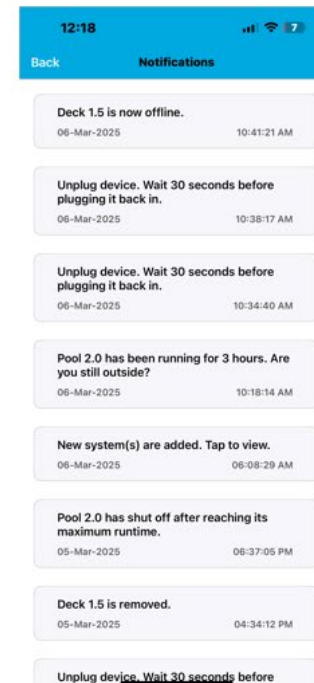 12:18
7
Back Notifications
Deck 1.5 is now offline.
06-Mar-2025 10:41:21 AM
Unplug device. Wait 30 seconds before
plugging it back in.
06-Mar-2025 10:38:17 AM
Unplug device. Wait 30 seconds before
plugging it back in.
06-Mar-2025 10:34:40 AM
Pool 2.0 has been running for 3 hours. Are
you still outside?
06-Mar-2025 10:18:14 AM
New system(s) are added. Tap to view.
06-Mar-2025 06:08:29 AM
Pool 2.0 has shut off after reaching its
maximum runtime.
05-Mar-2025 06:37:05 PM
Deck 1.5 is removed.
05-Mar-2025 04:34:12 PM
Unplug device. Wait 30 seconds before